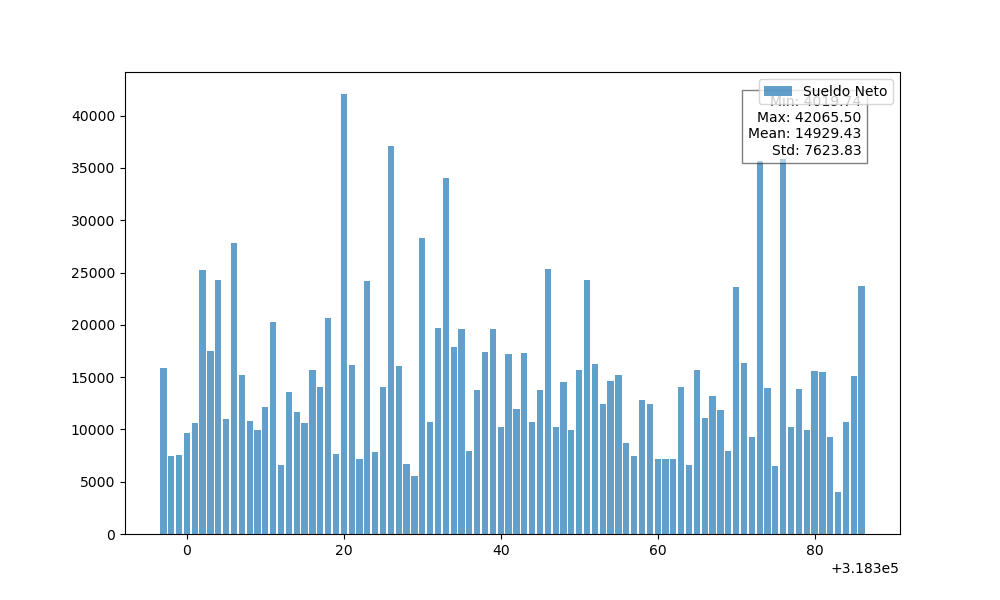 Sueldo Neto
Min: 4019.74
Max: 42065.50
Mean: 14929.43
Std: 7623.83
40000
35000
30000
25000
20000
15000
10000
5000
0
0 20 40 60 80
+3.183e5